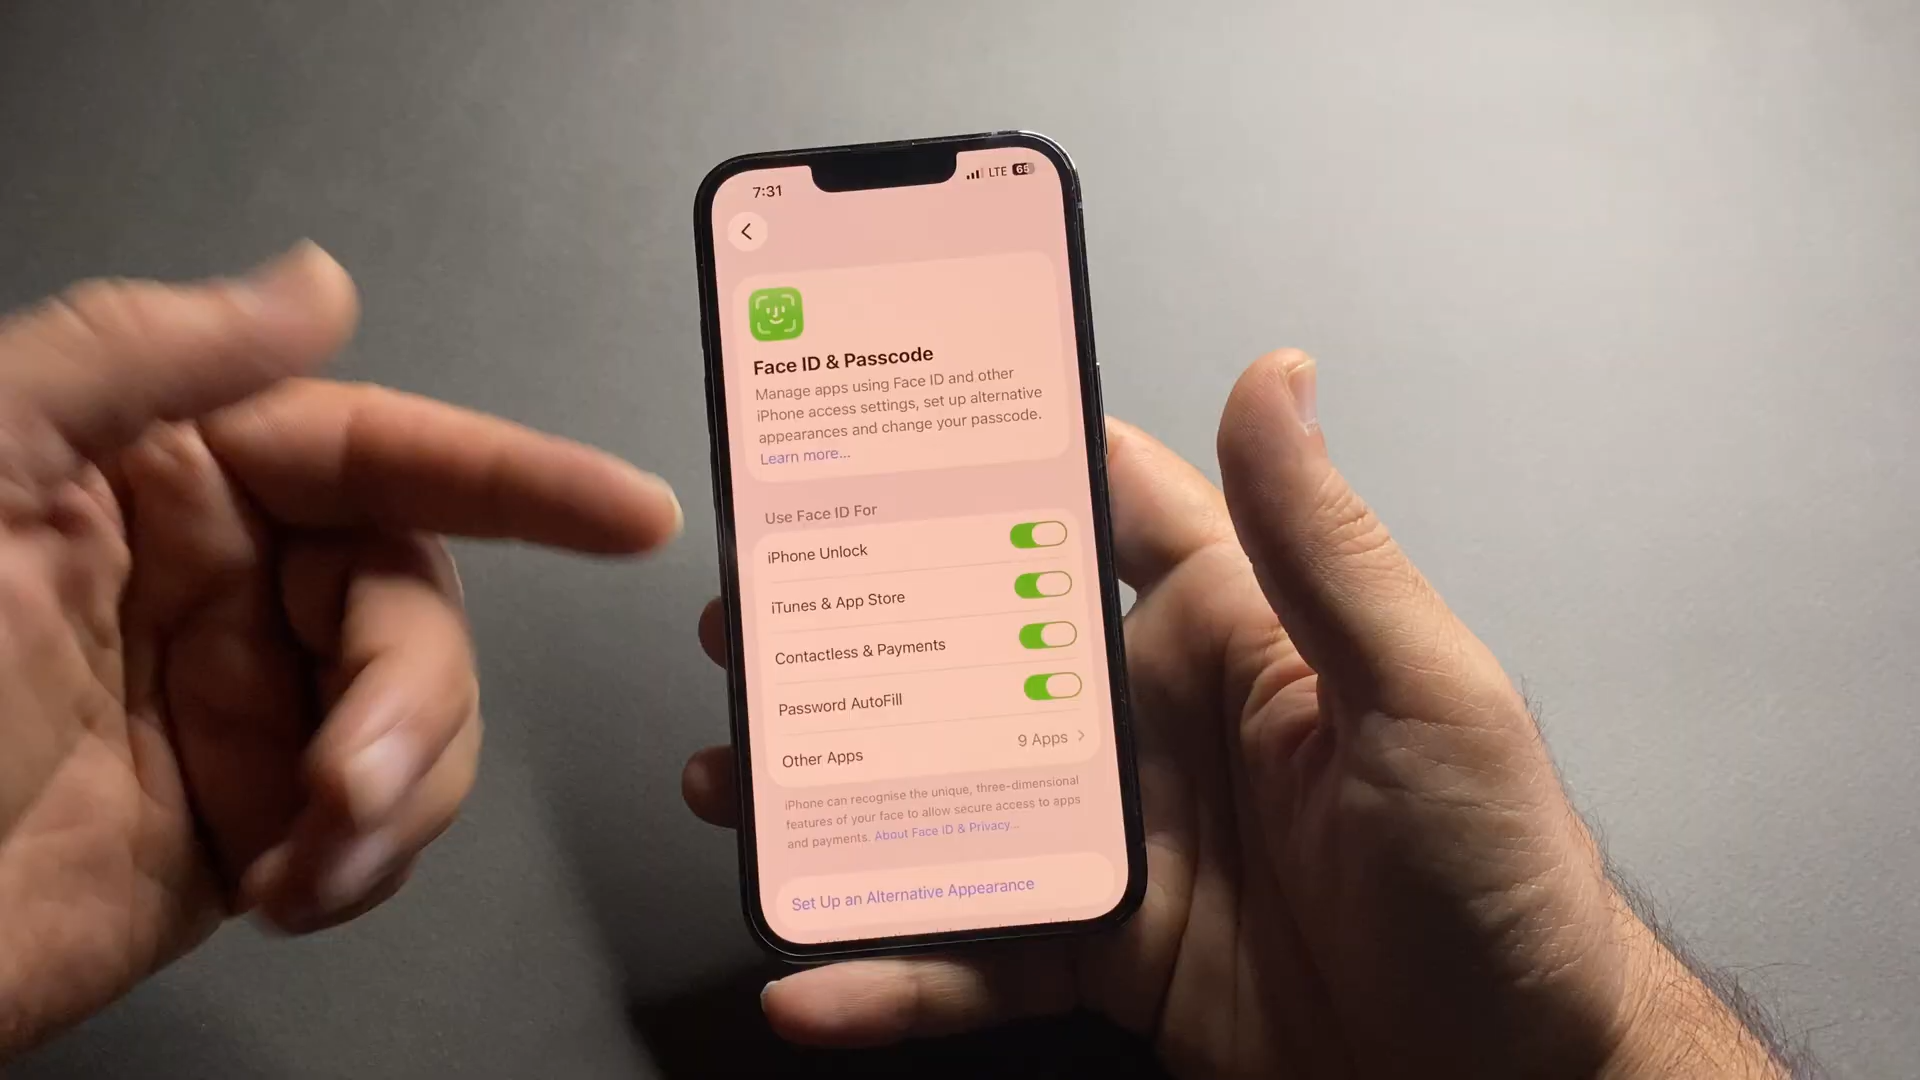 7:31
LTE 65
Face ID & Passcode
Manage apps using Face ID and other
iPhone access settings, set up alternative
appearances and change your passcode.
Learn more...
Use Face ID For
iPhone Unlock
iTunes & App Store
Contactless & Payments
Password AutoFill
Other Apps 9 Apps
iPhone can recognise the unique, three-dimensional
features of your face to allow secure access to apps
and payments. About Face ID & Privacy...
Set Up an Alternative Appearance